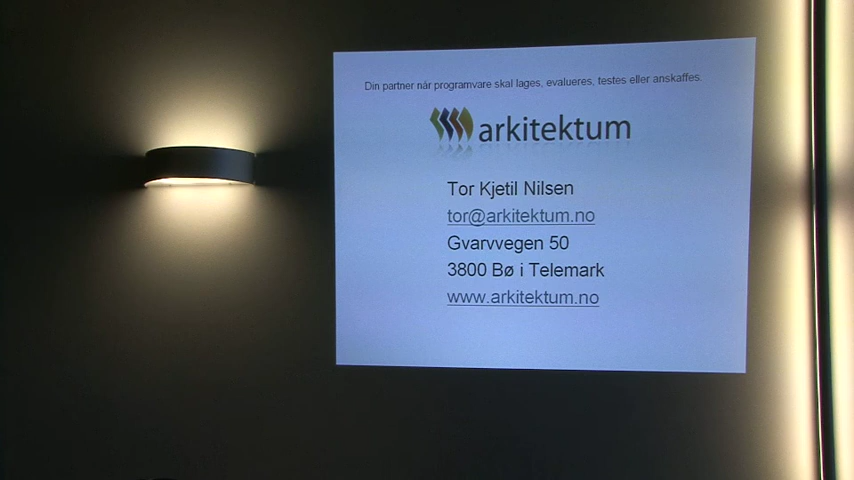 Din partner når programvare skal lages, evalueres, testes eller anskaffes.
arkitektum
Tor Kjetil Nilsen
tor@arkitektum.no
Gvarvvegen 50
3800 Bø i Telemark
www.arkitektum.no